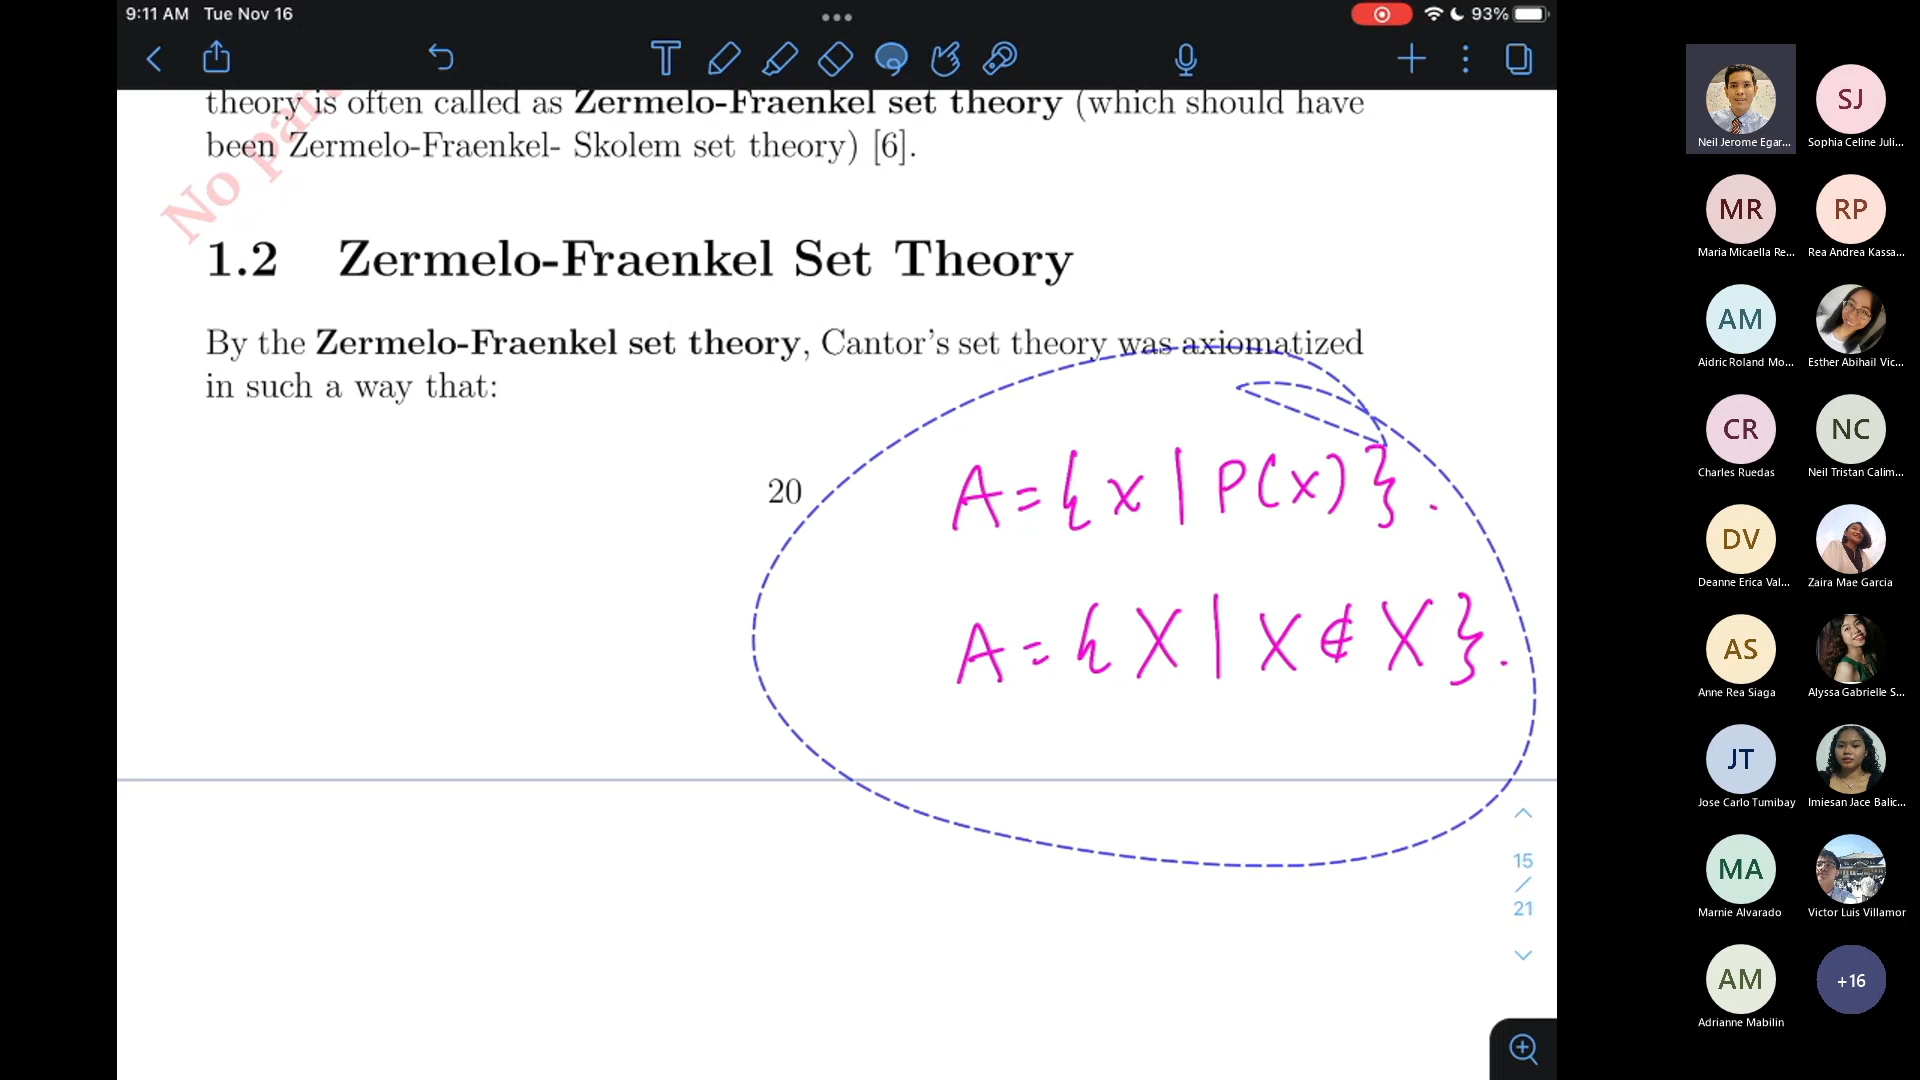 9:11 AM Tue Nov 16
93%
theory is often called as Zermelo-Fraenkel set theory (which should have
been Zermelo-Fraenkel- Skolem set theory) [6].
No par
1.2 Zermelo-Fraenkel Set Theory
By the Zermelo-Fraenkel set theory, Cantor's set theory was axiomatized
in such a way that:
20
A={x | P(x)}.
A={X | X∉X}.
15
/
21
Neil Jerome Egar...
SJ
Sophia Celine Juli...
MR
Maria Micaella Re...
RP
Rea Andrea Kassa...
AM
Aidric Roland Mo...
Esther Abihail Vic...
CR
Charles Ruedas
NC
Neil Tristan Calim...
DV
Deanne Erica Val...
Zaira Mae Garcia
AS
Anne Rea Siaga
Alyssa Gabrielle S...
JT
Jose Carlo Tumibay
Imiesan Jace Balic...
MA
Marnie Alvarado
Victor Luis Villamor
AM
Adrianne Mabilin
+16